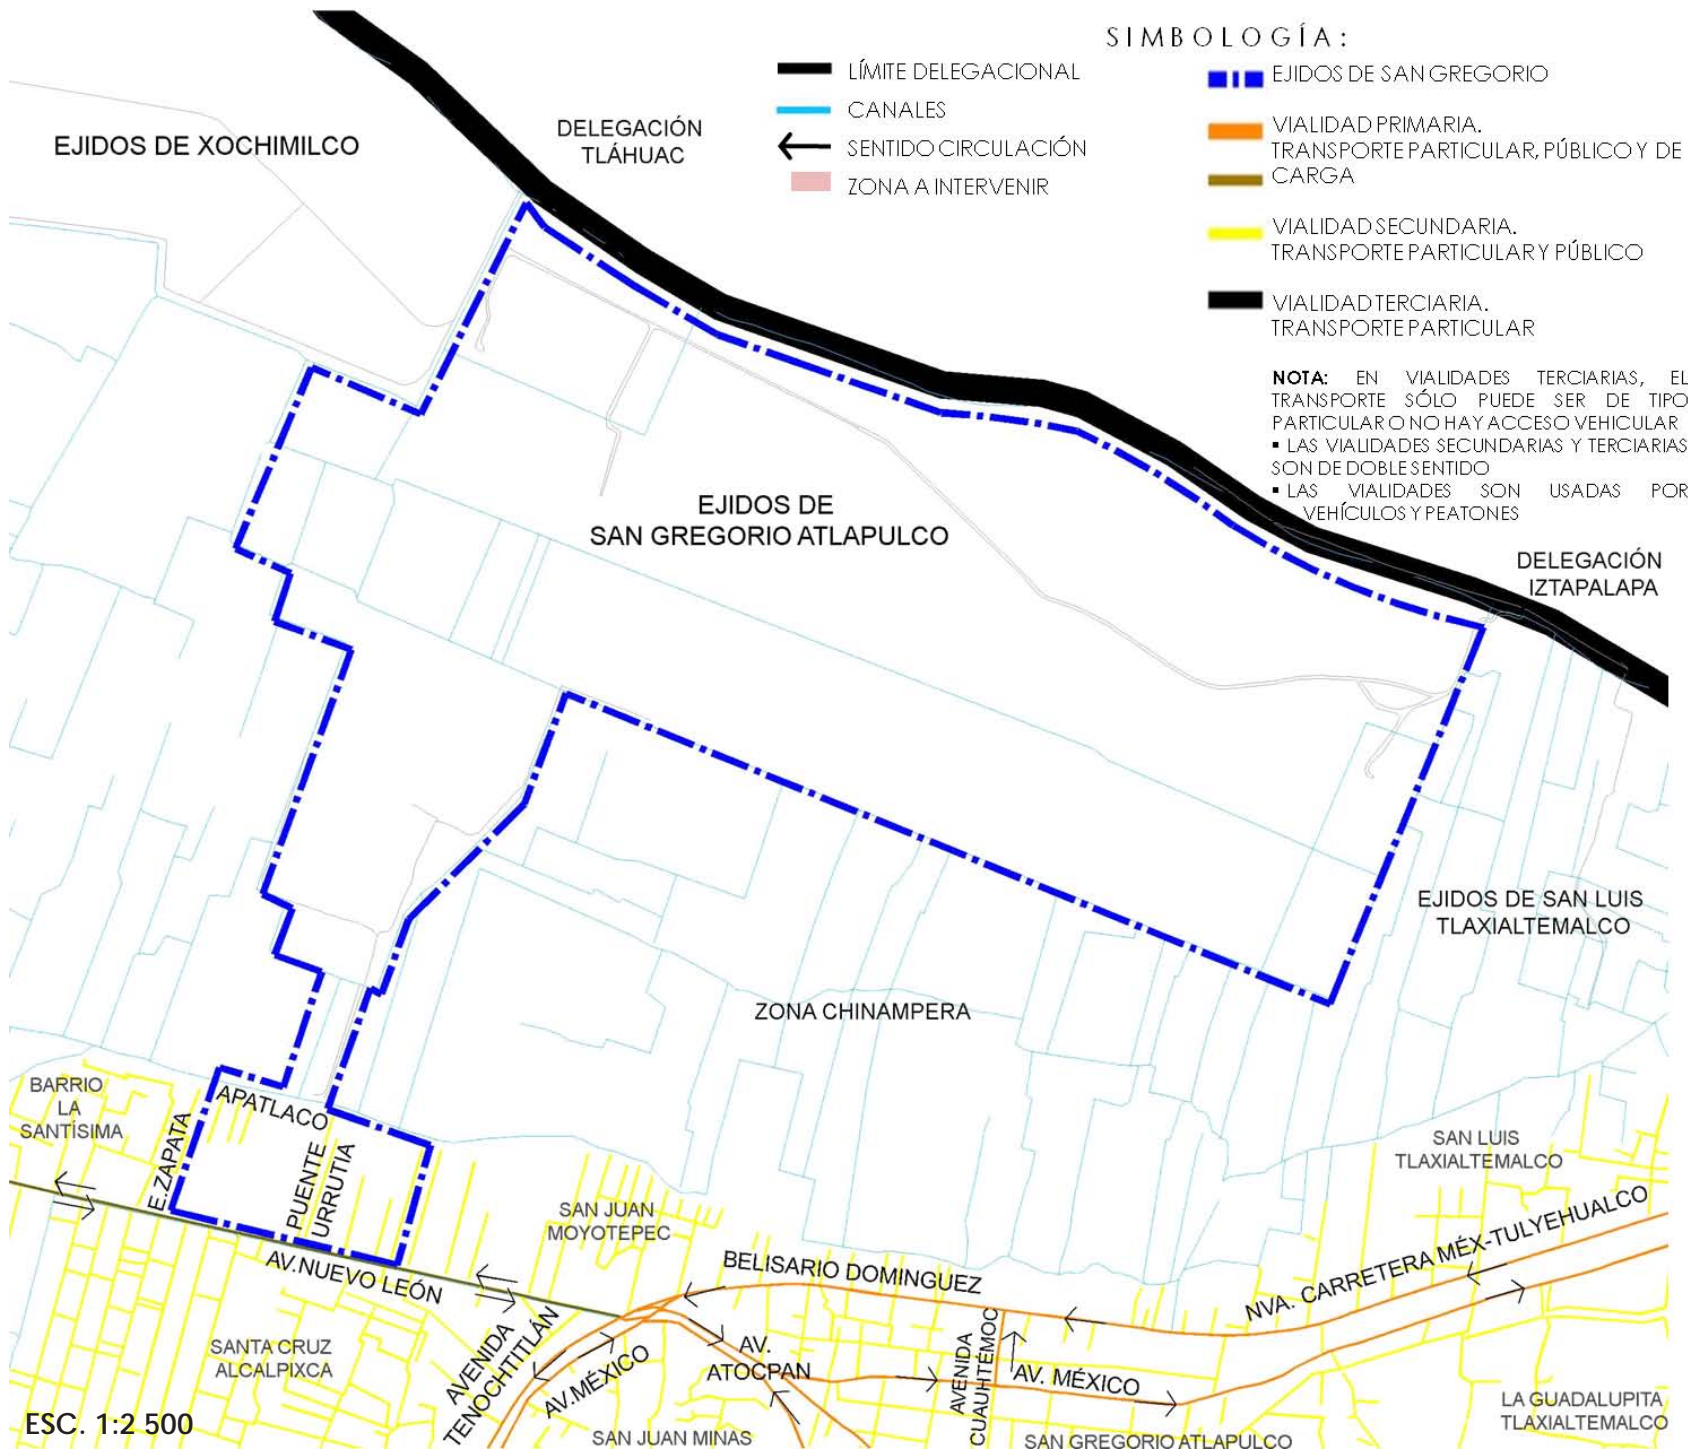 SIMBOLOGÍA:
LÍMITE DELEGACIONAL
CANALES
SENTIDO CIRCULACIÓN
ZONA A INTERVENIR
EJIDOS DE SAN GREGORIO
VIALIDAD PRIMARIA.
TRANSPORTE PARTICULAR, PÚBLICO Y DE
CARGA
VIALIDAD SECUNDARIA.
TRANSPORTE PARTICULAR Y PÚBLICO
VIALIDAD TERCIARIA.
TRANSPORTE PARTICULAR
NOTA: EN VIALIDADES TERCIARIAS, EL
TRANSPORTE SÓLO PUEDE SER DE TIPO
PARTICULAR O NO HAY ACCESO VEHICULAR
▪ LAS VIALIDADES SECUNDARIAS Y TERCIARIAS
SON DE DOBLE SENTIDO
▪ LAS VIALIDADES SON USADAS POR
VEHÍCULOS Y PEATONES
EJIDOS DE XOCHIMILCO
DELEGACIÓN
TLÁHUAC
EJIDOS DE
SAN GREGORIO ATLAPULCO
DELEGACIÓN
IZTAPALAPA
EJIDOS DE SAN LUIS
TLAXIALTEMALCO
ZONA CHINAMPERA
BARRIO
LA
SANTÍSIMA
APATLACO
E.ZAPATA
PUENTE
URRUTIA
SAN JUAN
MOYOTEPEC
SAN LUIS
TLAXIALTEMALCO
AV.NUEVO LEÓN
BELISARIO DOMINGUEZ
NVA. CARRETERA MÉX-TULYEHUALCO
SANTA CRUZ
ALCALPIXCA
AVENIDA
TENOCHTITLÁN
AV.MÉXICO
AV.
ATOCPAN
AVENIDA
CUAUHTÉMOC
AV. MÉXICO
LA GUADALUPITA
TLAXIALTEMALCO
ESC. 1:2 500
SAN JUAN MINAS
SAN GREGORIO ATLAPULCO